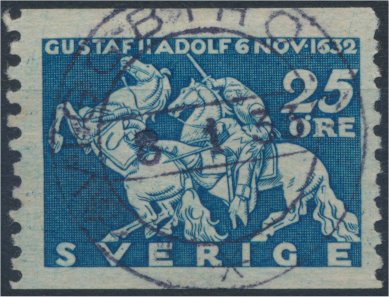 GUSTAF II ADOLF 6 NOV·1632
25
ÖRE
SVERIGE